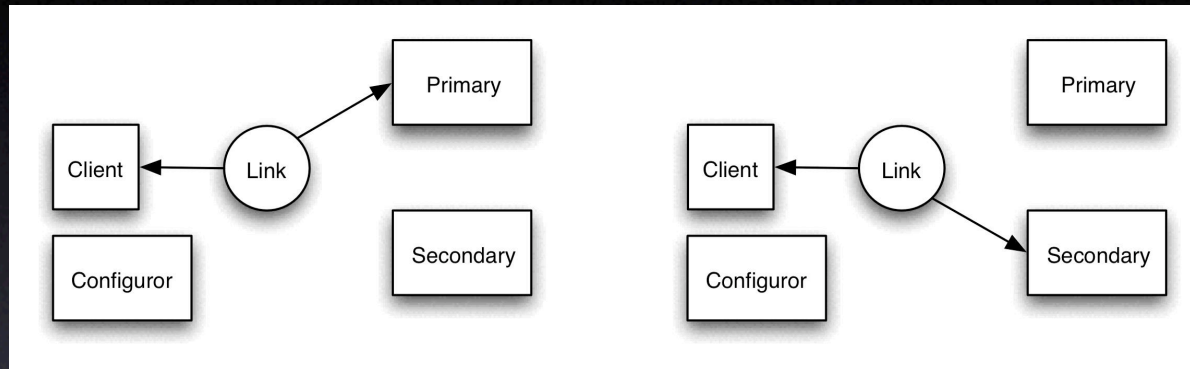 Primary
Client
Link
Secondary
Configuror
Primary
Client
Link
Secondary
Configuror